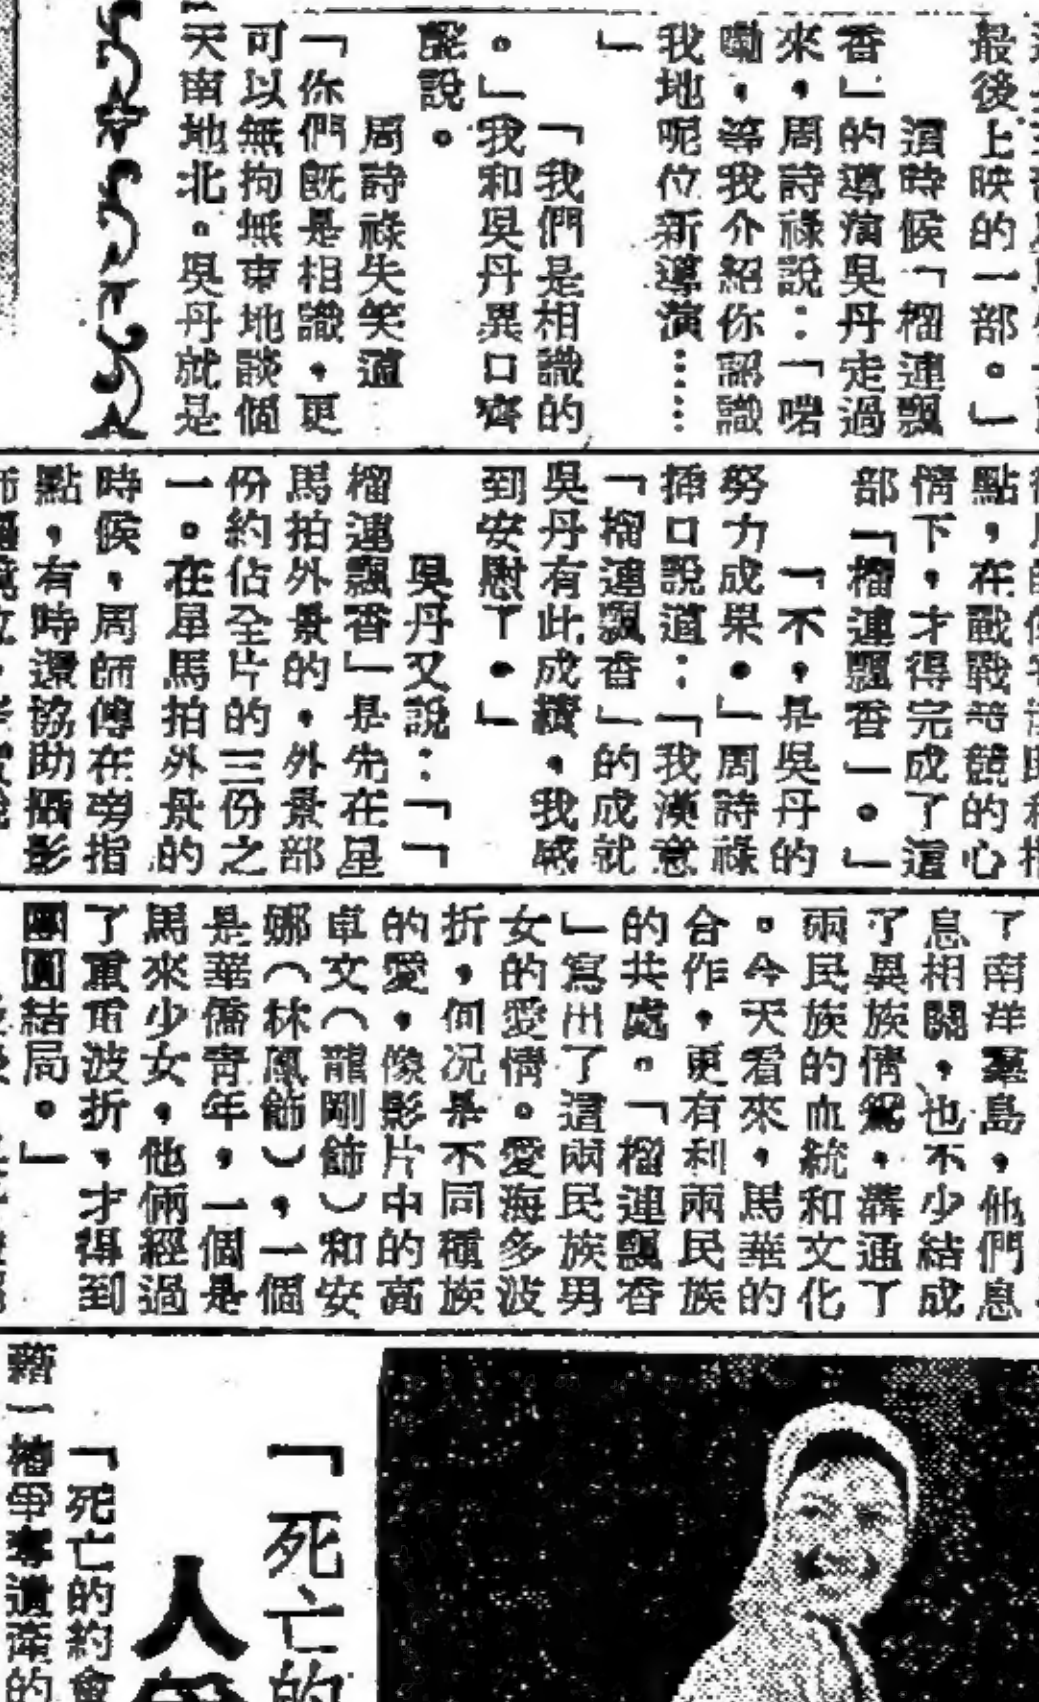 最後上映的一部。」
這時候「榴連飄
香」的導演吳丹走過
來，周詩祿說：「啱
嘞，等我介紹你認識
我地呢位新導演……
」
「我們是相識的
。」我和吳丹異口齊
聲說。
周詩祿失笑道
「你們既是相識，更
可以無拘無束地談個
天南地北。吳丹就是
點，在戰戰兢兢的心
情下，才得完成了這
部「榴連飄香」。」
「不，是吳丹的
努力成果。」周詩祿
插口說道：「我滿意
「榴連飄香」的成就
吳丹有此成績，我感
到安慰了。」
吳丹又說：「「
榴連飄香」是先在星
馬拍外景的，外景部
份約佔全片的三份之
一。在星馬拍外景的
時候，周師傅在旁指
點，有時還協助攝影
了南洋羣島，他們息
息相關，也不少結成
了異族情鴛，溝通了
兩民族的血統和文化
。今天看來，馬華的
合作，更有利兩民族
的共處。「榴連飄香
」寫出了這兩民族男
女的愛情。愛海多波
折，何況是不同種族
的愛，像影片中的高
卓文（龍剛飾）和安
娜（林鳳飾），一個
是華僑青年，一個是
馬來少女，他倆經過
了重重波折，才得到
團圓結局。」
「死亡的
人
「死亡的約會
藉一樁爭奪遺產的